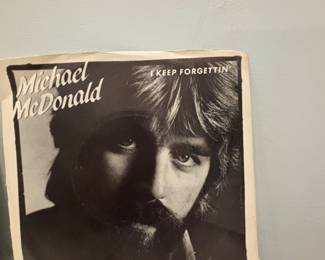 Michael
McDonald
I KEEP FORGETTIN'